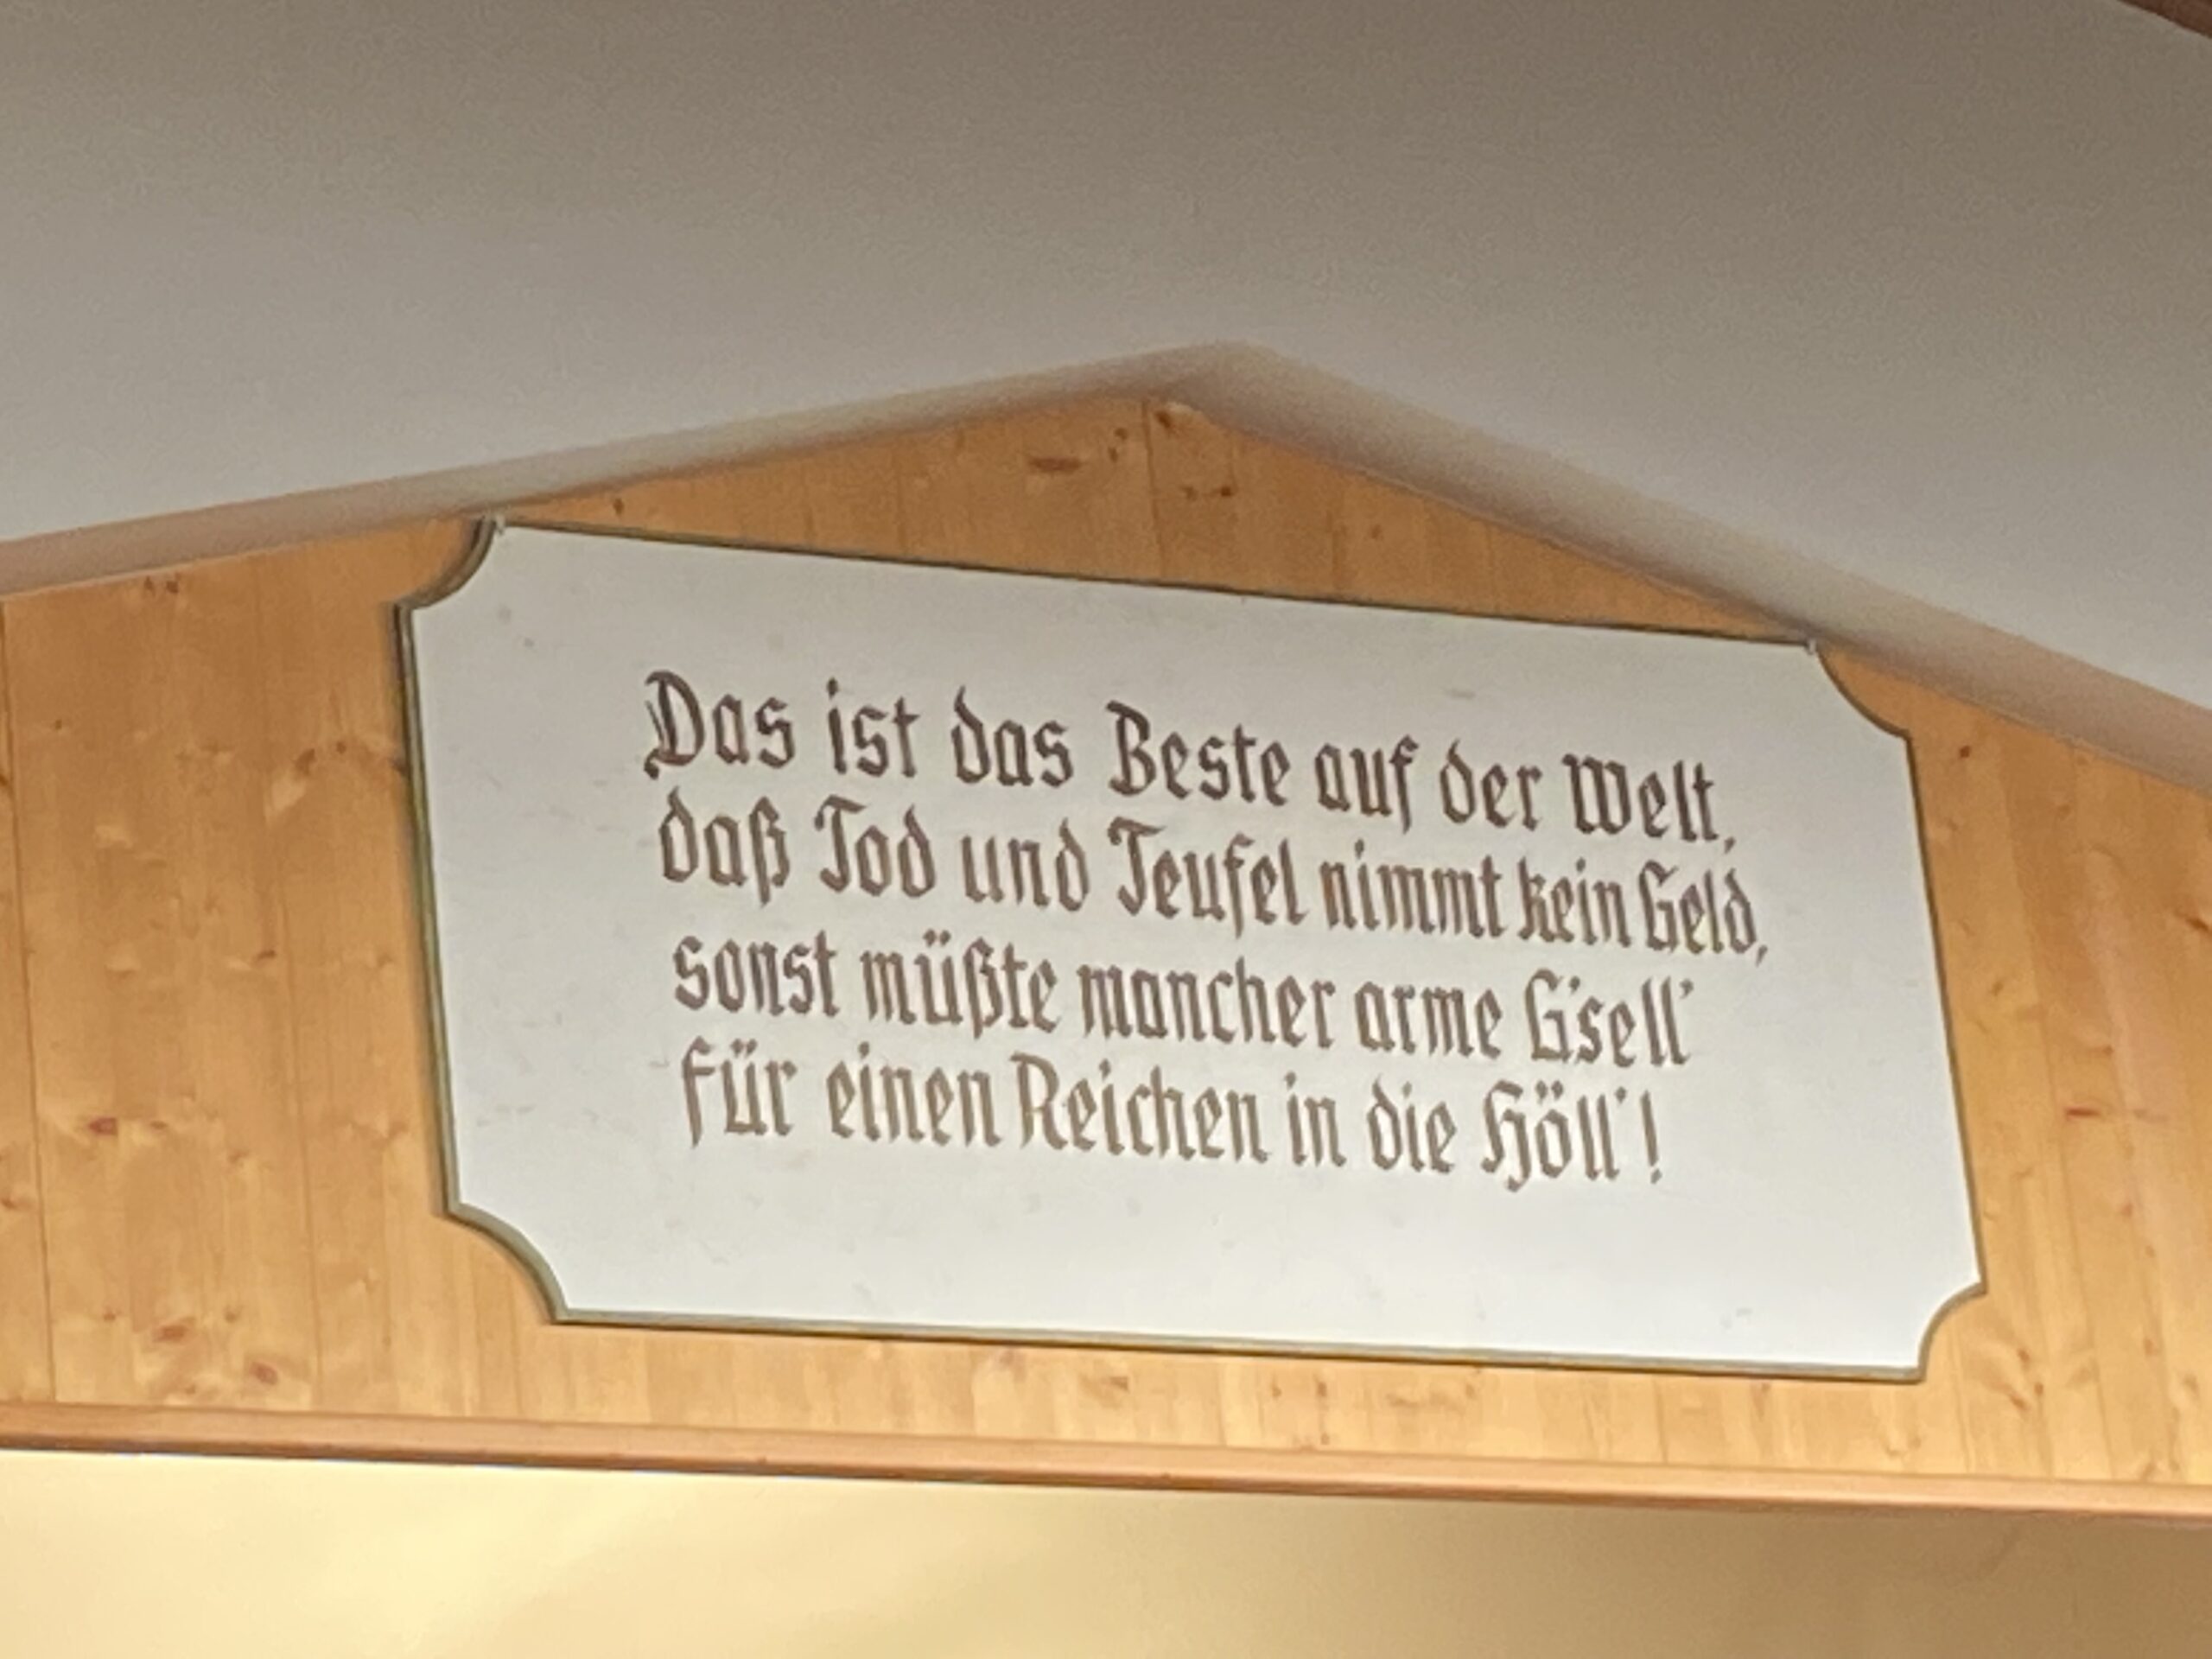 Das ist das Beste auf der Welt,
daß Tod und Teufel nimmt kein Geld,
sonst müßte mancher arme G'sell'
für einen Reichen in die Höll'!